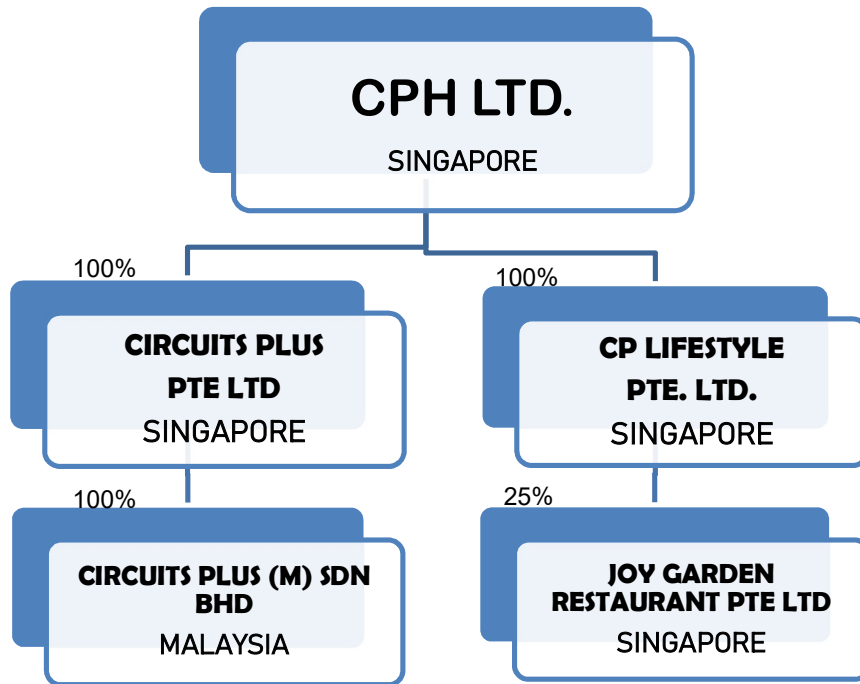 CPH LTD.
SINGAPORE
100%
CIRCUITS PLUS
PTE LTD
SINGAPORE
100%
CP LIFESTYLE
PTE. LTD.
SINGAPORE
100%
CIRCUITS PLUS (M) SDN
BHD
MALAYSIA
25%
JOY GARDEN
RESTAURANT PTE LTD
SINGAPORE